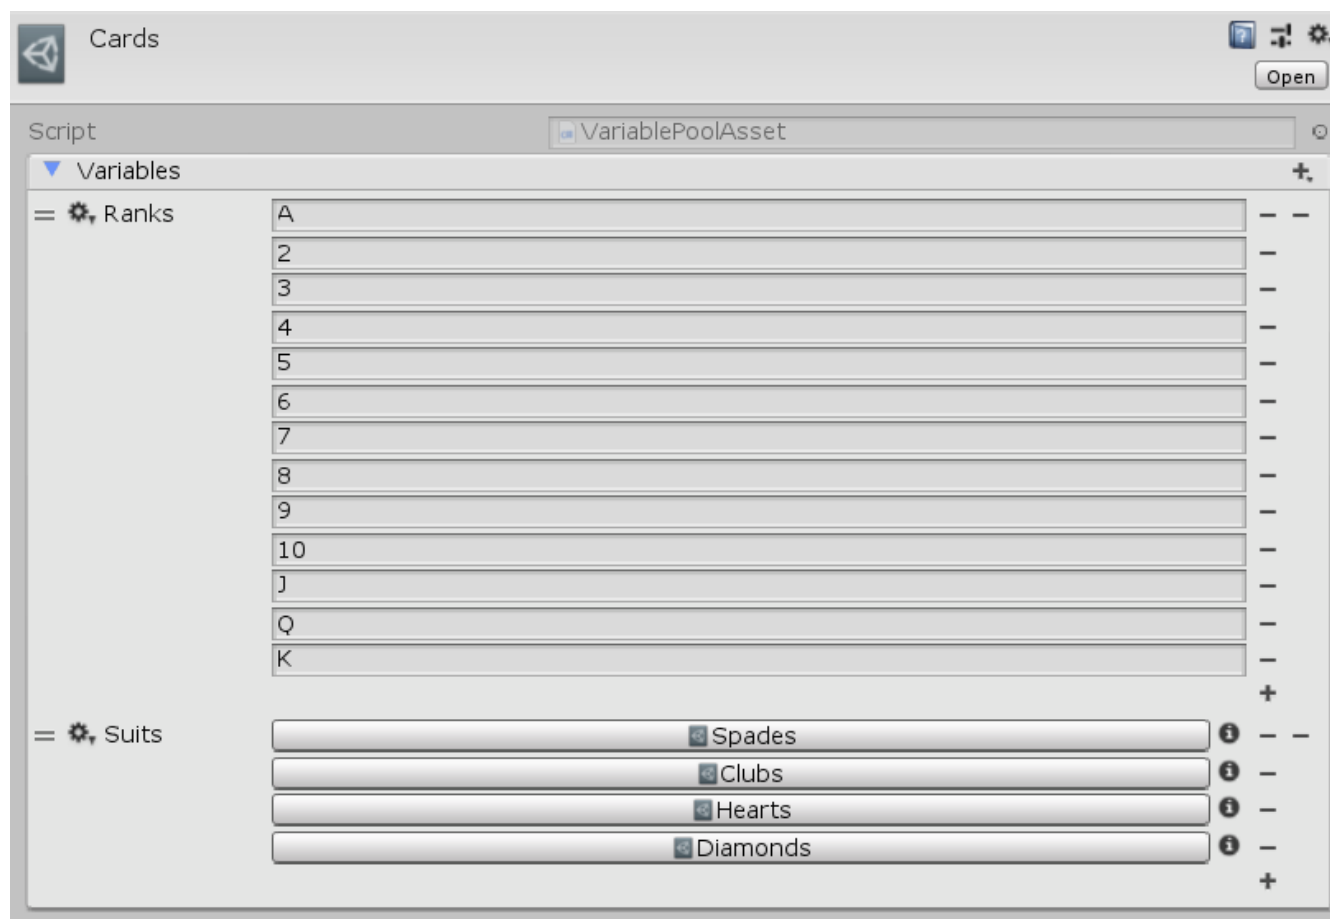 Cards
Open
Script VariablePoolAsset
Variables
Ranks A
2
3
4
5
6
7
8
9
10
J
Q
K
Suits Spades
Clubs
Hearts
Diamonds